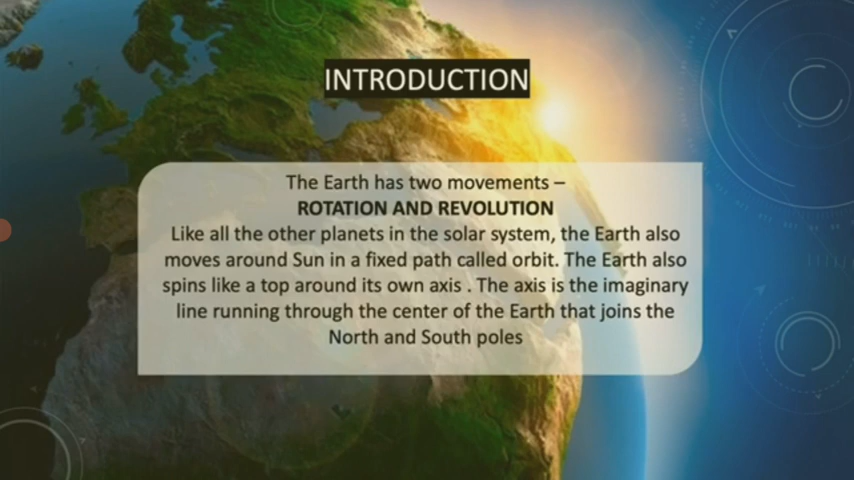 INTRODUCTION
The Earth has two movements –
ROTATION AND REVOLUTION
Like all the other planets in the solar system, the Earth also
moves around Sun in a fixed path called orbit. The Earth also
spins like a top around its own axis . The axis is the imaginary
line running through the center of the Earth that joins the
North and South poles